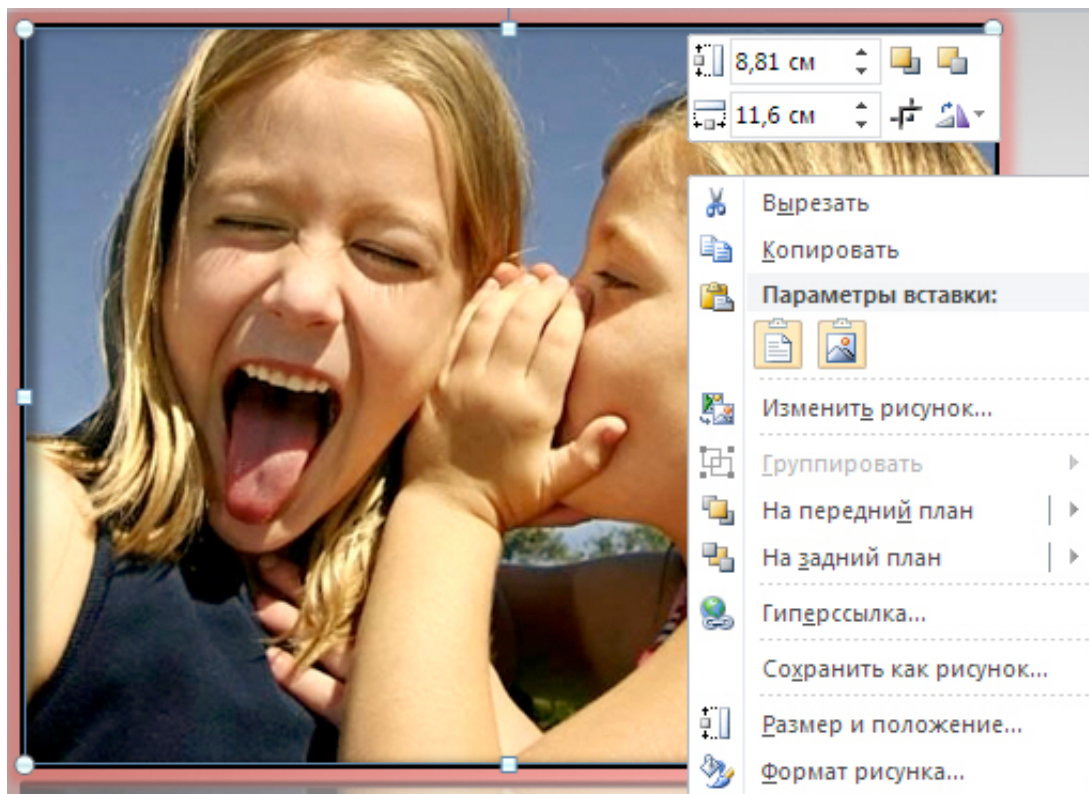 8,81 см
11,6 см
Вырезать
Копировать
Параметры вставки:
Изменить рисунок...
Группировать
На передний план
На задний план
Гиперссылка...
Сохранить как рисунок...
Размер и положение...
Формат рисунка...